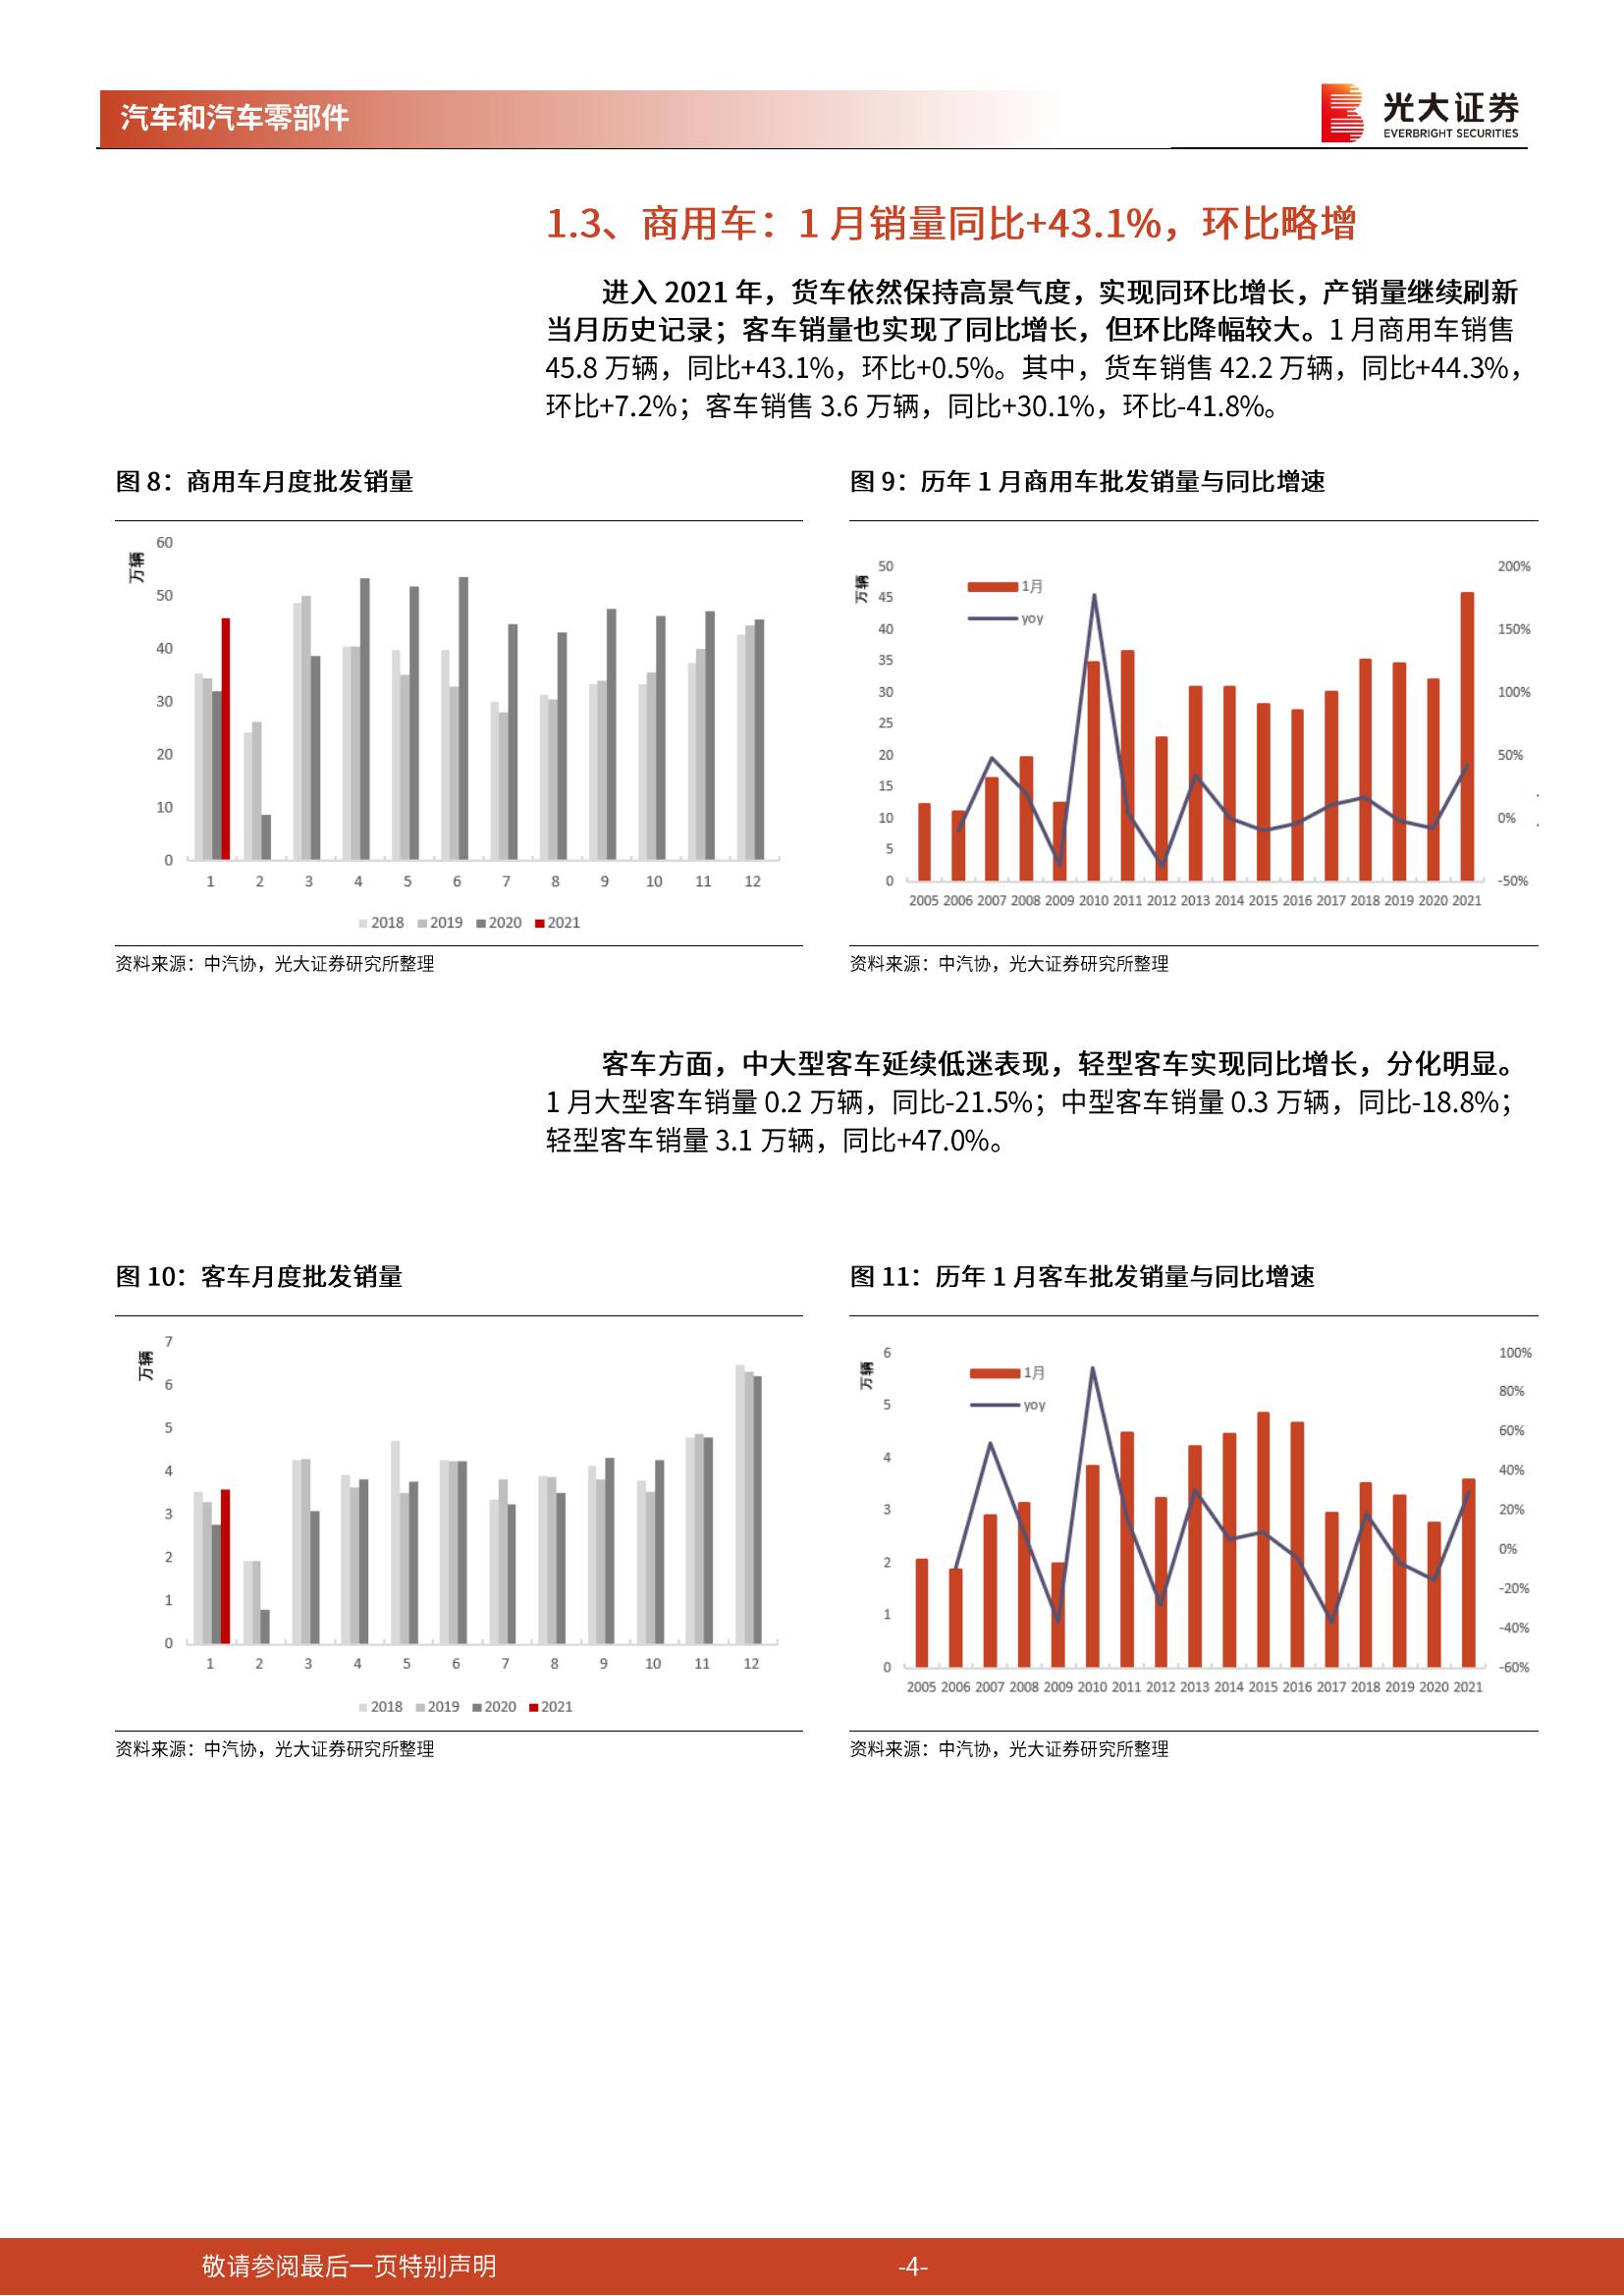 汽车和汽车零部件
光大证券
EVERBRIGHT SECURITIES
1.3、商用车：1 月销量同比+43.1%，环比略增
进入 2021 年，货车依然保持高景气度，实现同环比增长，产销量继续刷新
当月历史记录；客车销量也实现了同比增长，但环比降幅较大。1 月商用车销售
45.8 万辆，同比+43.1%，环比+0.5%。其中，货车销售 42.2 万辆，同比+44.3%，
环比+7.2%；客车销售 3.6 万辆，同比+30.1%，环比-41.8%。
图 8：商用车月度批发销量
万辆
60
50
40
30
20
10
0
1 2 3 4 5 6 7 8 9 10 11 12
2018 2019 2020 2021
资料来源：中汽协，光大证券研究所整理
图 9：历年 1 月商用车批发销量与同比增速
万辆
50
45
40
35
30
25
20
15
10
5
0
1月
yoy
200%
150%
100%
50%
0%
-50%
2005 2006 2007 2008 2009 2010 2011 2012 2013 2014 2015 2016 2017 2018 2019 2020 2021
资料来源：中汽协，光大证券研究所整理
客车方面，中大型客车延续低迷表现，轻型客车实现同比增长，分化明显。
1 月大型客车销量 0.2 万辆，同比-21.5%；中型客车销量 0.3 万辆，同比-18.8%；
轻型客车销量 3.1 万辆，同比+47.0%。
图 10：客车月度批发销量
万辆
7
6
5
4
3
2
1
0
1 2 3 4 5 6 7 8 9 10 11 12
2018 2019 2020 2021
资料来源：中汽协，光大证券研究所整理
图 11：历年 1 月客车批发销量与同比增速
万辆
6
5
4
3
2
1
0
1月
yoy
100%
80%
60%
40%
20%
0%
-20%
-40%
-60%
2005 2006 2007 2008 2009 2010 2011 2012 2013 2014 2015 2016 2017 2018 2019 2020 2021
资料来源：中汽协，光大证券研究所整理
敬请参阅最后一页特别声明
-4-